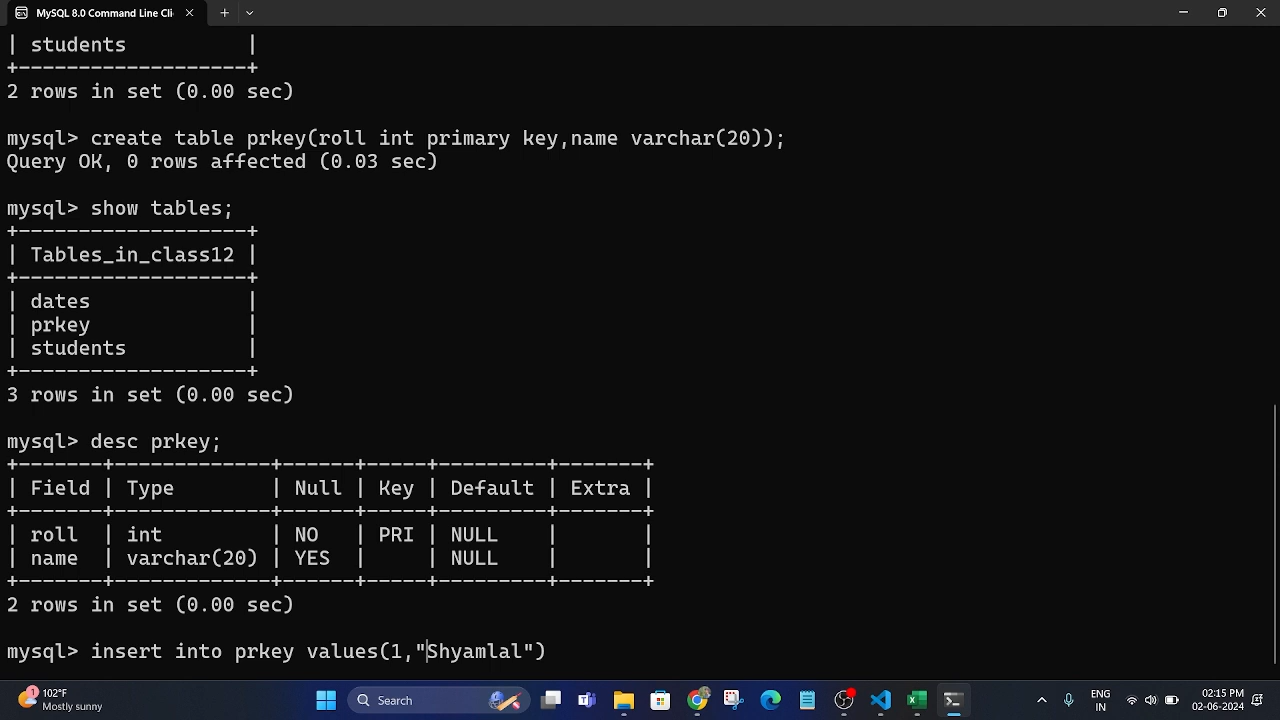 MySQL 8.0 Command Line Cli
| students          |
+-------------------+
2 rows in set (0.00 sec)
mysql> create table prkey(roll int primary key,name varchar(20));
Query OK, 0 rows affected (0.03 sec)
mysql> show tables;
+-------------------+
| Tables_in_class12 |
+-------------------+
| dates             |
| prkey             |
| students          |
+-------------------+
3 rows in set (0.00 sec)
mysql> desc prkey;
+-------+-------------+------+-----+---------+-------+
| Field | Type        | Null | Key | Default | Extra |
+-------+-------------+------+-----+---------+-------+
| roll  | int         | NO   | PRI | NULL    |       |
| name  | varchar(20) | YES  |     | NULL    |       |
+-------+-------------+------+-----+---------+-------+
2 rows in set (0.00 sec)
mysql> insert into prkey values(1,"Shyamlal")
1
102°F
Mostly sunny
Search
ENG
IN
02:15 PM
02-06-2024